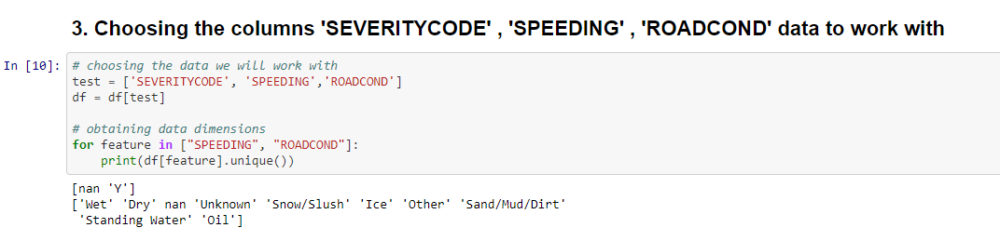 3. Choosing the columns 'SEVERITYCODE' , 'SPEEDING' , 'ROADCOND' data to work with
In [10]: # choosing the data we will work with
test = ['SEVERITYCODE', 'SPEEDING','ROADCOND']
df = df[test]
# obtaining data dimensions
for feature in ["SPEEDING", "ROADCOND"]:
    print(df[feature].unique())
[nan 'Y']
['Wet' 'Dry' nan 'Unknown' 'Snow/Slush' 'Ice' 'Other' 'Sand/Mud/Dirt'
 'Standing Water' 'Oil']